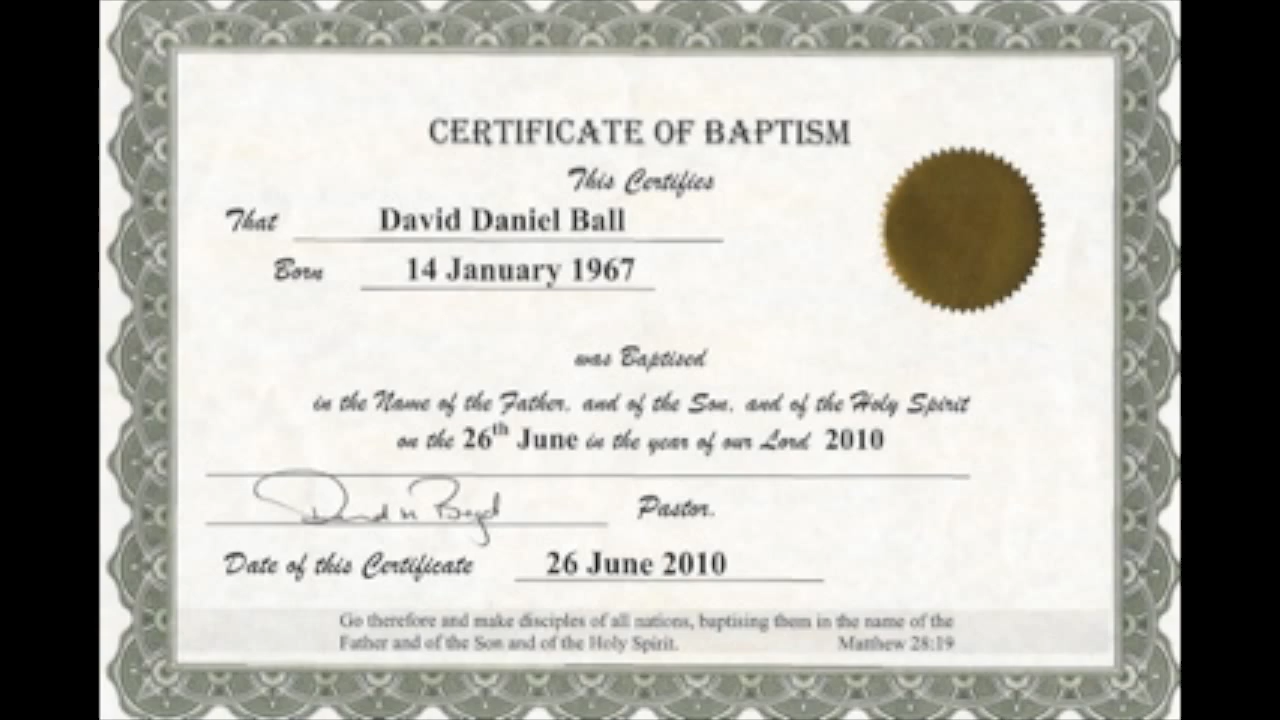 CERTIFICATE OF BAPTISM
This Certifies
That David Daniel Ball
Born 14 January 1967
was Baptised
in the Name of the Father, and of the Son, and of the Holy Spirit
on the 26th June in the year of our Lord 2010
Pastor.
Date of this Certificate 26 June 2010
Go therefore and make disciples of all nations, baptising them in the name of the
Father and of the Son and of the Holy Spirit. Matthew 28:19